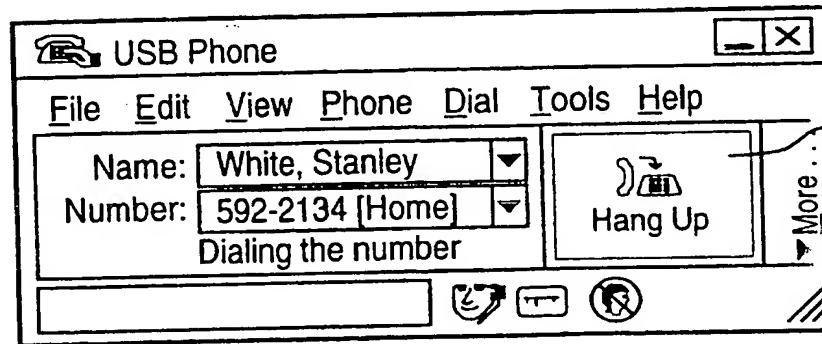 USB Phone
File Edit View Phone Dial Tools Help
Name: White, Stanley
Number: 592-2134 [Home]
Dialing the number
Hang Up
More...